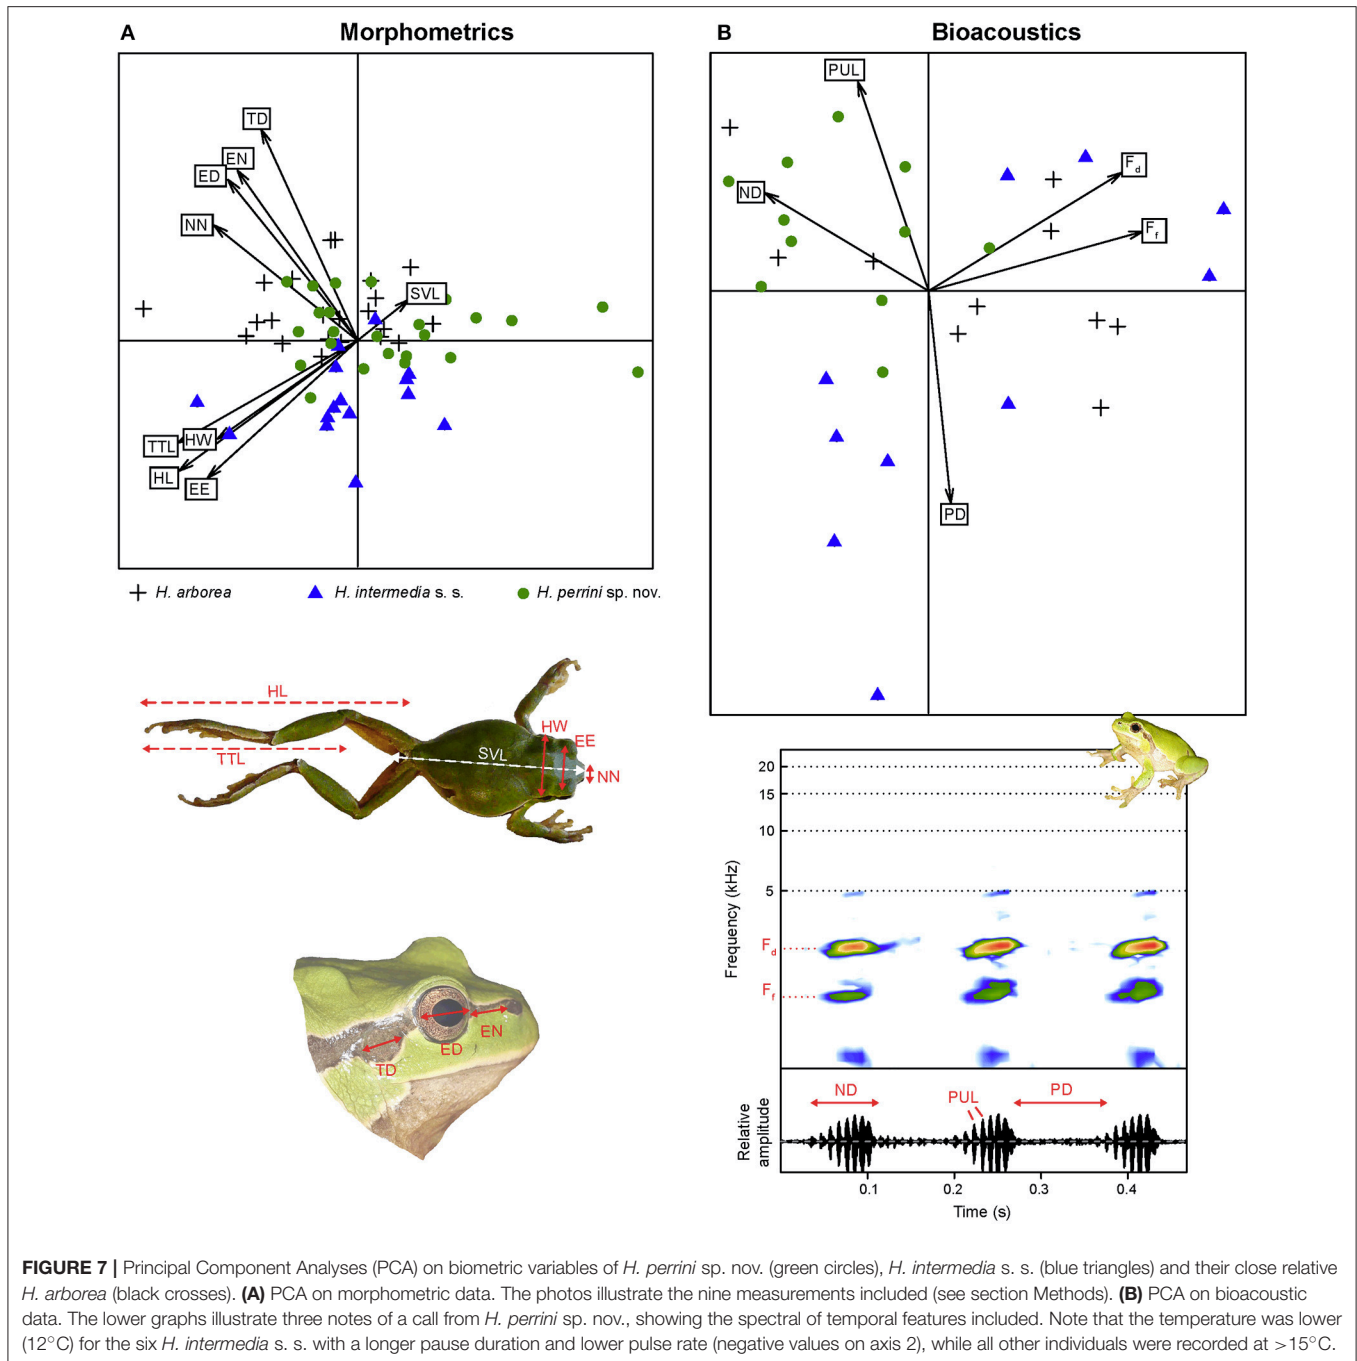 A Morphometrics
TD
EN
ED
NN
SVL
TTL HW
HL
EE
H. arborea H. intermedia s. s. H. perrini sp. nov.
B Bioacoustics
PUL
Fd
ND
Ff
PD
HL
TTL
SVL
HW
EE
NN
EN
ED
TD
20
15
10
5
Frequency (kHz)
Fd
Ff
ND
PUL
PD
Relative
amplitude
0.1 0.2 0.3 0.4
Time (s)
FIGURE 7 | Principal Component Analyses (PCA) on biometric variables of H. perrini sp. nov. (green circles), H. intermedia s. s. (blue triangles) and their close relative
H. arborea (black crosses). (A) PCA on morphometric data. The photos illustrate the nine measurements included (see section Methods). (B) PCA on bioacoustic
data. The lower graphs illustrate three notes of a call from H. perrini sp. nov., showing the spectral of temporal features included. Note that the temperature was lower
(12°C) for the six H. intermedia s. s. with a longer pause duration and lower pulse rate (negative values on axis 2), while all other individuals were recorded at >15°C.